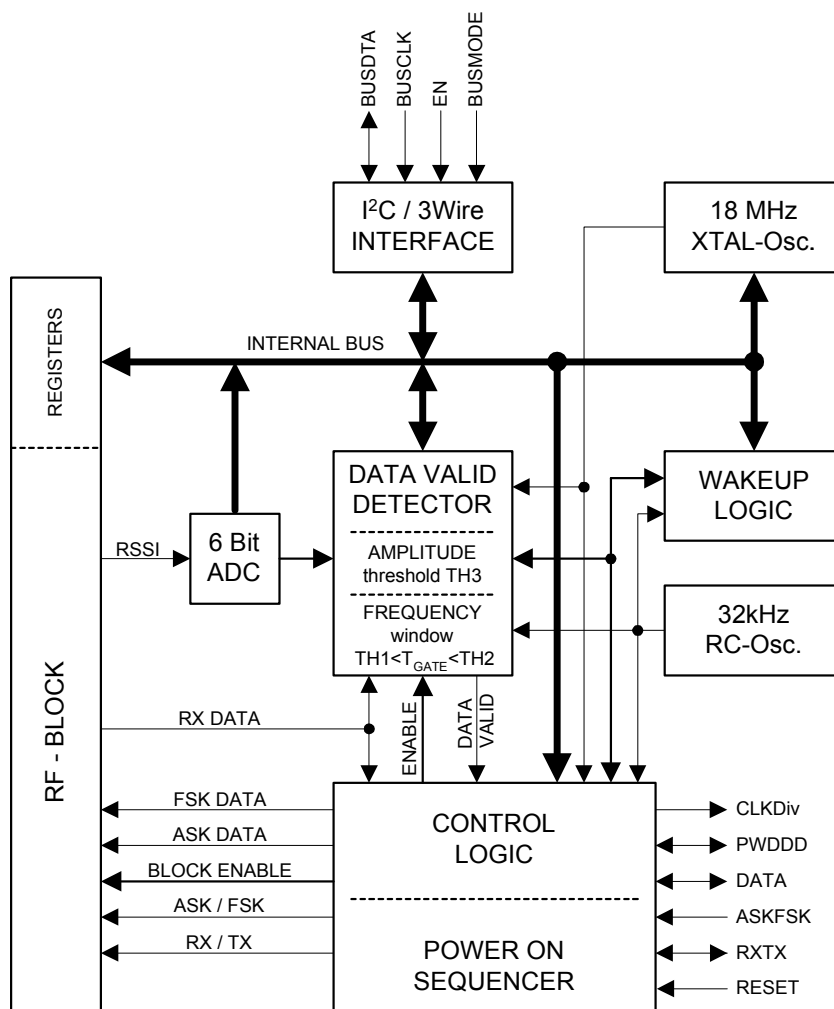 BUSDTA
BUSCLK
EN
BUSMODE
I²C / 3Wire
INTERFACE
18 MHz
XTAL-Osc.
REGISTERS
INTERNAL BUS
DATA VALID
DETECTOR
WAKEUP
LOGIC
RSSI
6 Bit
ADC
AMPLITUDE
threshold TH3
FREQUENCY
window
TH1<T_GATE<TH2
32kHz
RC-Osc.
RF - BLOCK
RX DATA
ENABLE
DATA
VALID
FSK DATA
ASK DATA
BLOCK ENABLE
ASK / FSK
RX / TX
CONTROL
LOGIC
POWER ON
SEQUENCER
CLKDiv
PWDDD
DATA
ASKFSK
RXTX
RESET